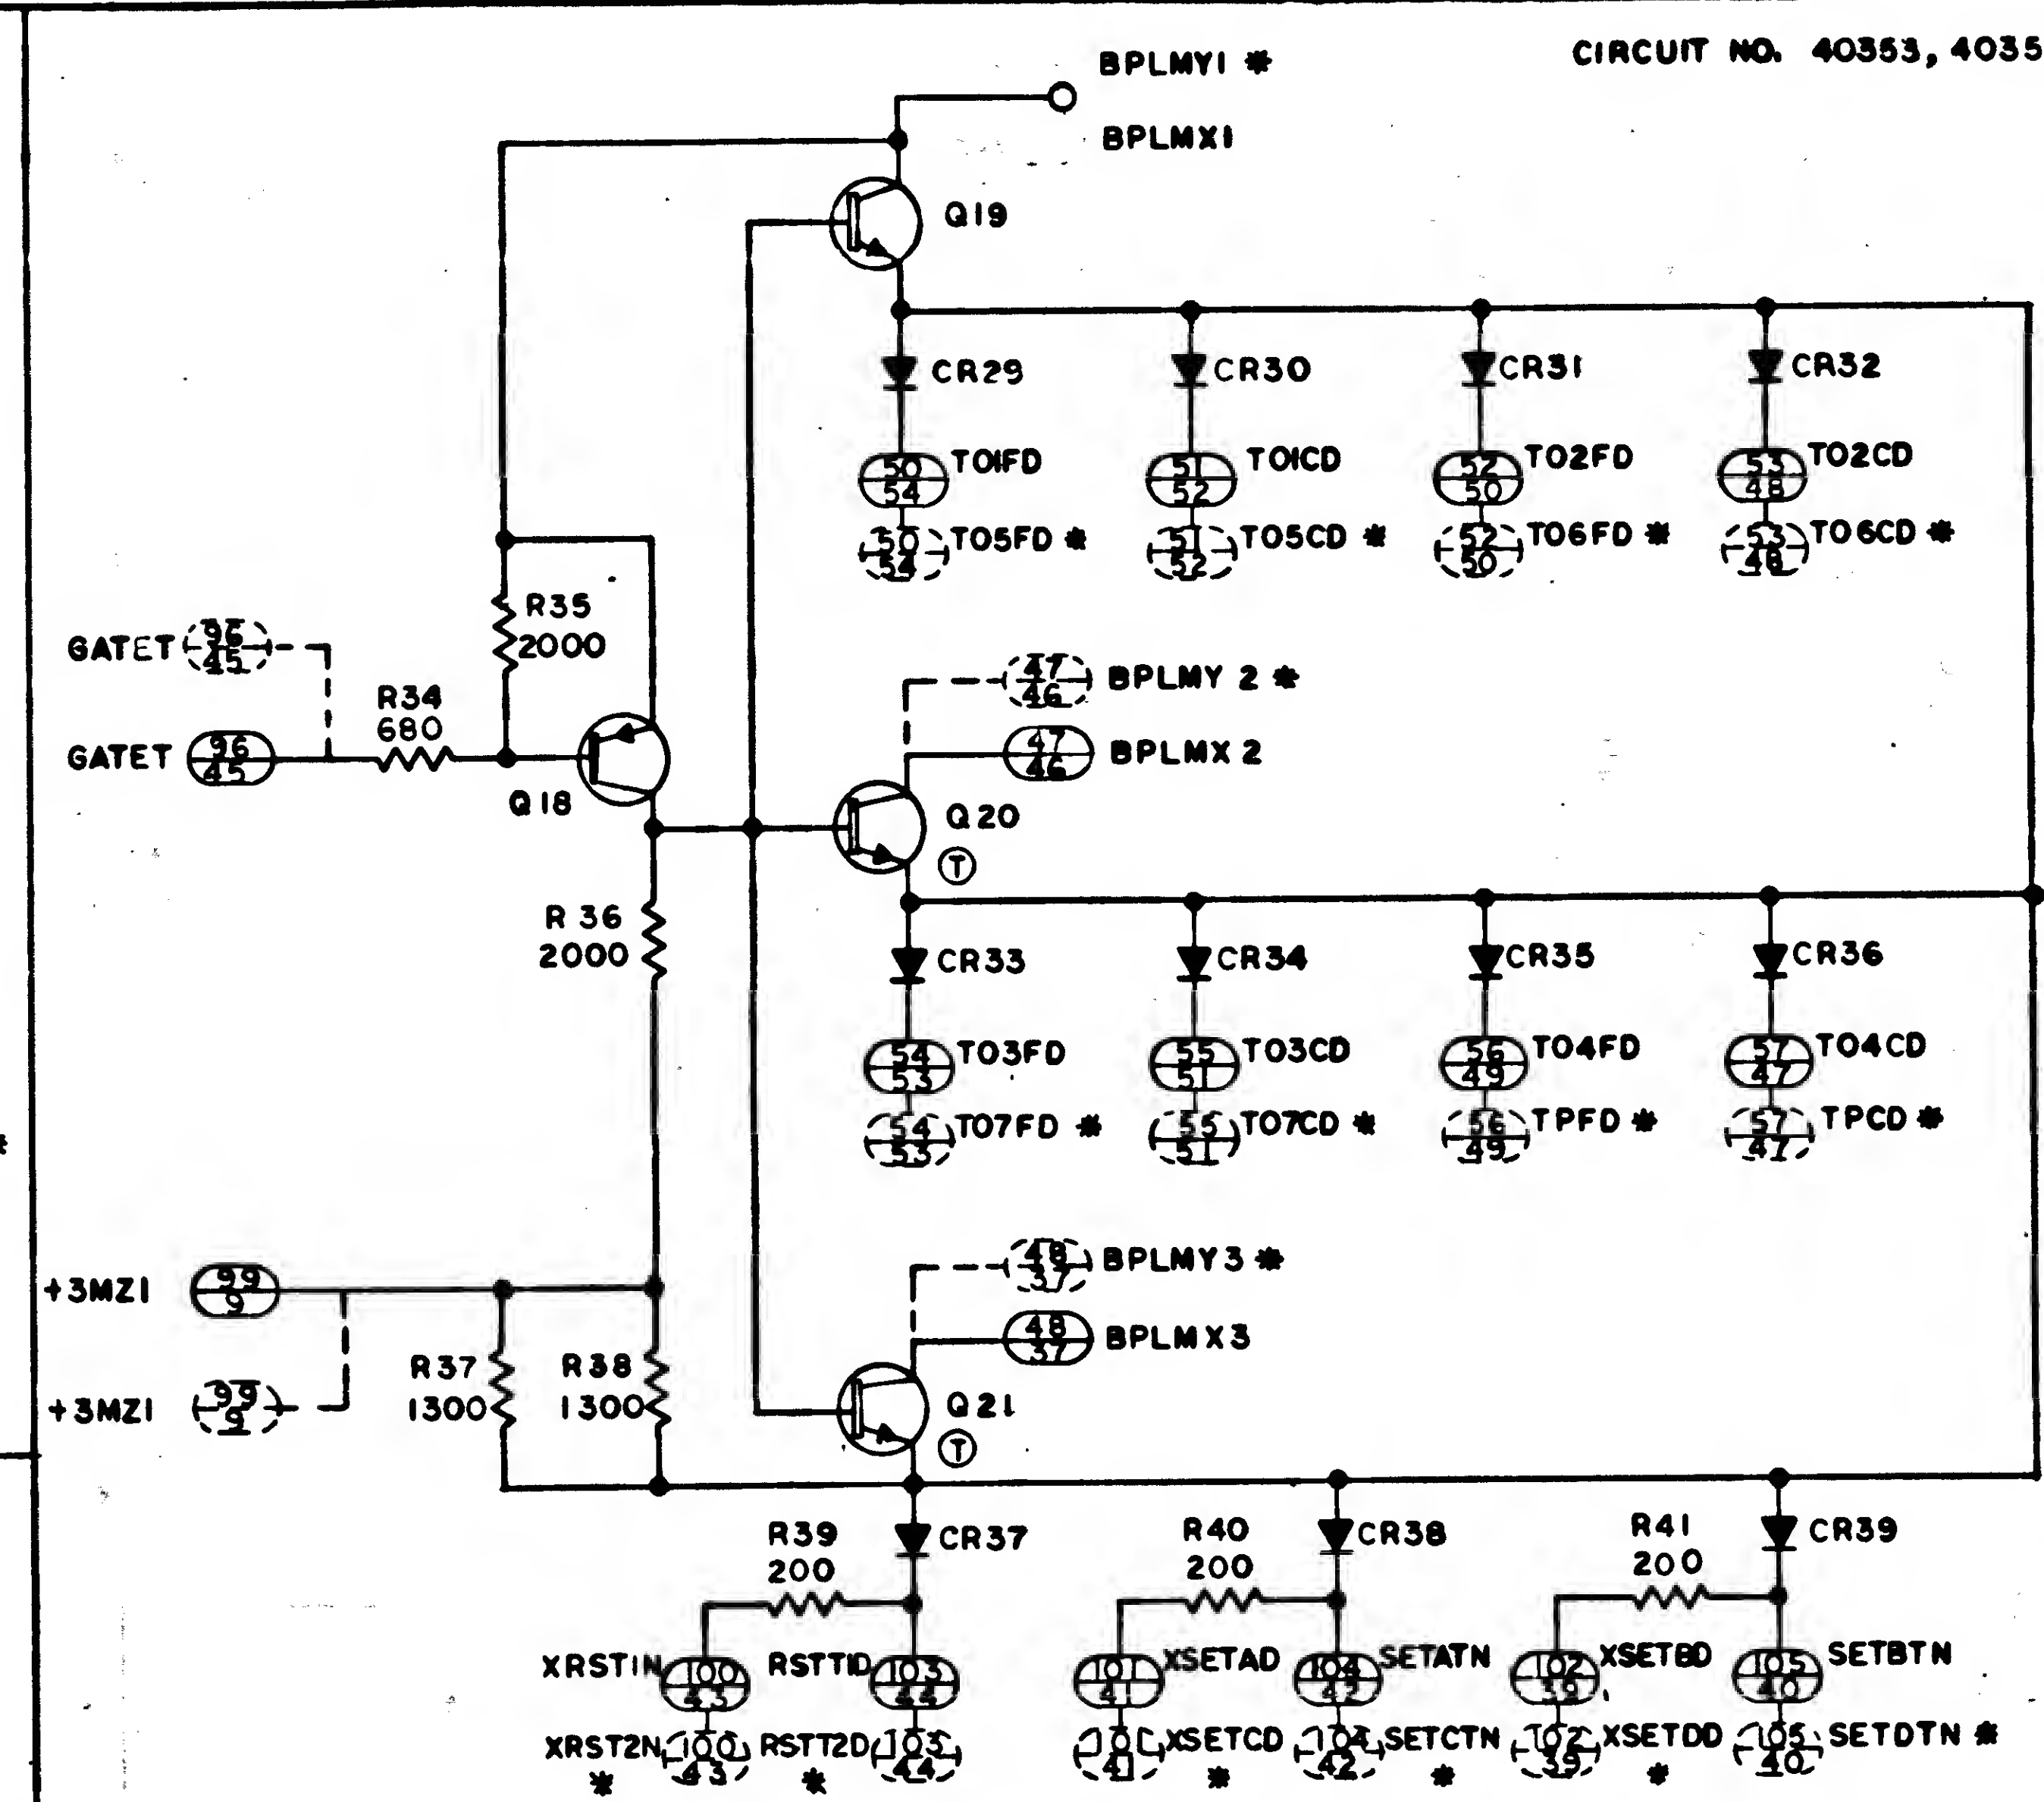 CIRCUIT NO. 40353, 4035
BPLMY1 *
BPLMX1
Q19
CR29 CR30 CR31 CR32
50 54 TO1FD 51 52 TO1CD 52 50 TO2FD 53 48 TO2CD
50 54 TO5FD * 51 52 TO5CD * 52 50 TO6FD * 53 48 TO6CD *
R35
2000
GATET 96 45
R34
680
GATET 96 45
Q18
47 46 BPLMY 2 *
47 46 BPLMX 2
Q20
T
R 36
2000
CR33 CR34 CR35 CR36
54 53 TO3FD 55 51 TO3CD 56 49 TO4FD 57 47 TO4CD
54 53 TO7FD * 55 51 TO7CD * 56 49 TPFD * 57 47 TPCD *
*
48 37 BPLMY3 *
48 37 BPLMX3
+3MZ1 99 9
R37
1300
R38
1300
+3MZ1 99 9
Q21
T
R39
200
CR37
R40
200
CR38
R41
200
CR39
XRST1N 100 43 RSTT1D 103 44 101 41 XSETAD 104 42 SETATN 102 39 XSETBD 105 40 SETBTN
XRST2N 100 43 RSTT2D 103 44 101 41 XSETCD 104 42 SETCTN 102 39 XSETDD 105 40 SETDTN *
* * * * *